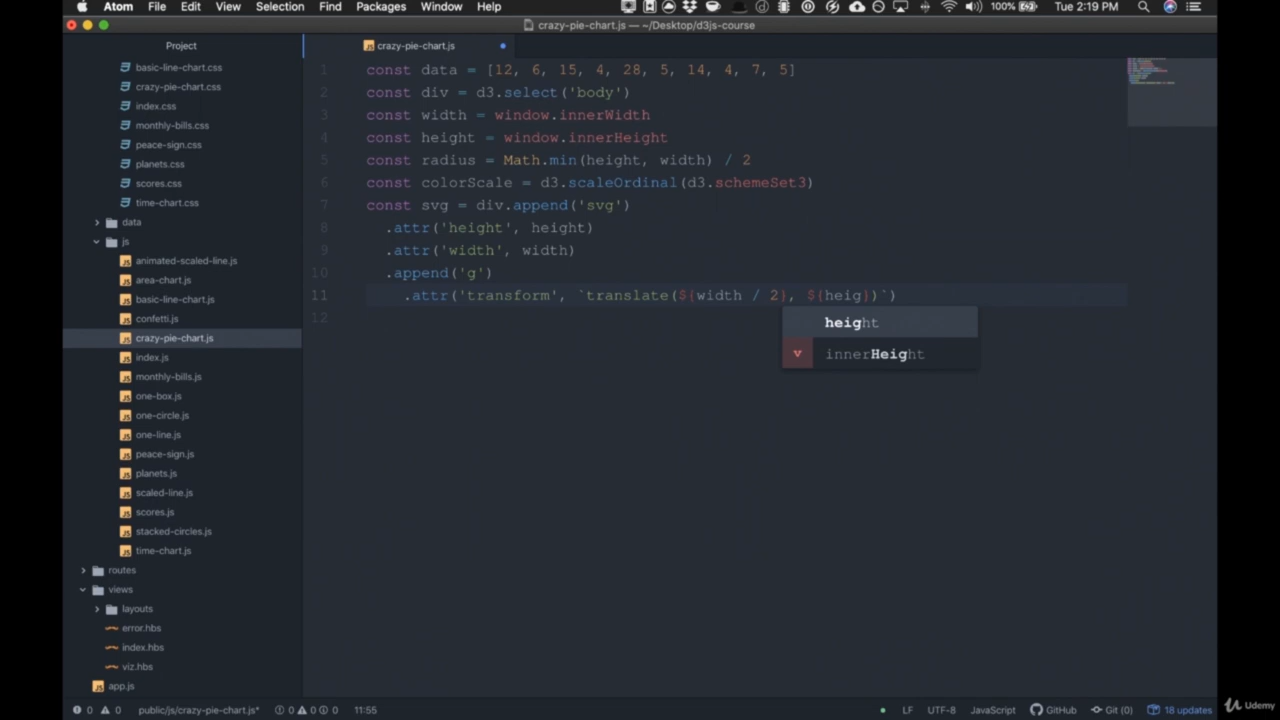 Atom File Edit View Selection Find Packages Window Help 100% Tue 2:19 PM
crazy-pie-chart.js — ~/Desktop/d3js-course
Project
basic-line-chart.css
crazy-pie-chart.css
index.css
monthly-bills.css
peace-sign.css
planets.css
scores.css
time-chart.css
data
js
animated-scaled-line.js
area-chart.js
basic-line-chart.js
confetti.js
crazy-pie-chart.js
index.js
monthly-bills.js
one-box.js
one-circle.js
one-line.js
peace-sign.js
planets.js
scaled-line.js
scores.js
stacked-circles.js
time-chart.js
routes
views
layouts
error.hbs
index.hbs
viz.hbs
app.js
crazy-pie-chart.js
1 const data = [12, 6, 15, 4, 28, 5, 14, 4, 7, 5]
2 const div = d3.select('body')
3 const width = window.innerWidth
4 const height = window.innerHeight
5 const radius = Math.min(height, width) / 2
6 const colorScale = d3.scaleOrdinal(d3.schemeSet3)
7 const svg = div.append('svg')
8 .attr('height', height)
9 .attr('width', width)
10 .append('g')
11 .attr('transform', `translate(${width / 2}, ${heig})`)
12
height
v innerHeight
0 0 public/js/crazy-pie-chart.js* 0 0 0 11:55 LF UTF-8 JavaScript GitHub Git (0) 18 updates
Udemy